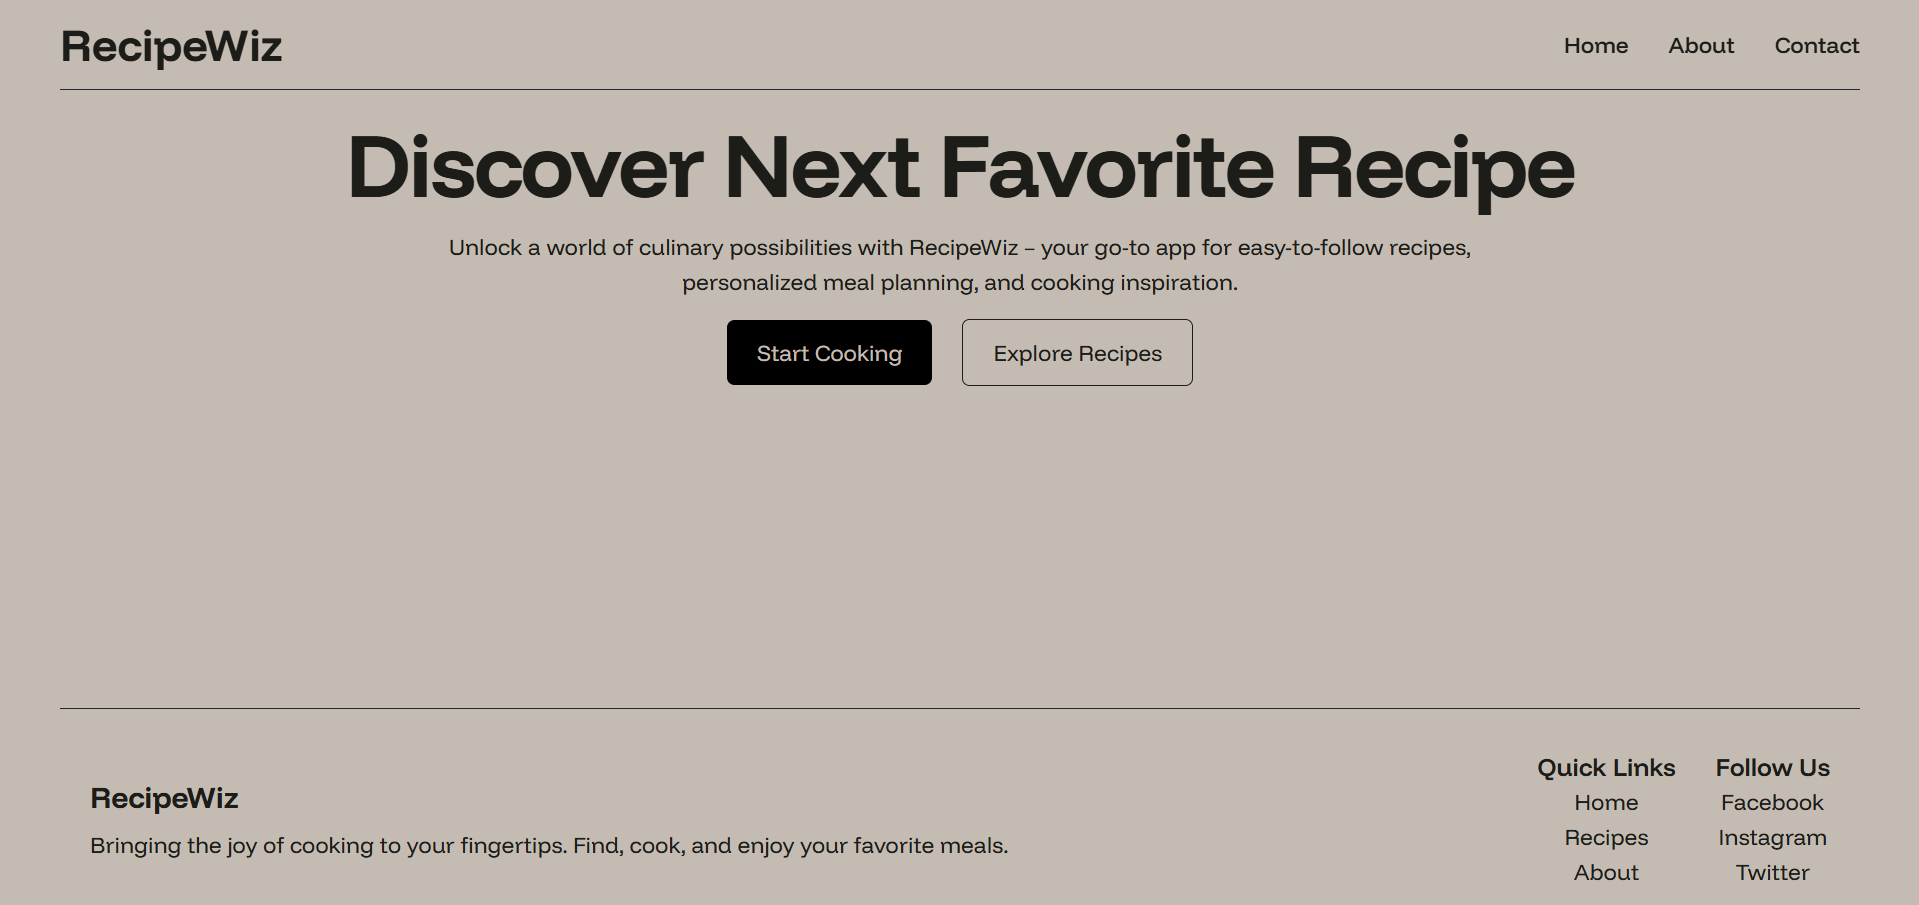 RecipeWiz
Home About Contact
Discover Next Favorite Recipe
Unlock a world of culinary possibilities with RecipeWiz – your go-to app for easy-to-follow recipes,
personalized meal planning, and cooking inspiration.
Start Cooking
Explore Recipes
RecipeWiz
Bringing the joy of cooking to your fingertips. Find, cook, and enjoy your favorite meals.
Quick Links
Home
Recipes
About
Follow Us
Facebook
Instagram
Twitter